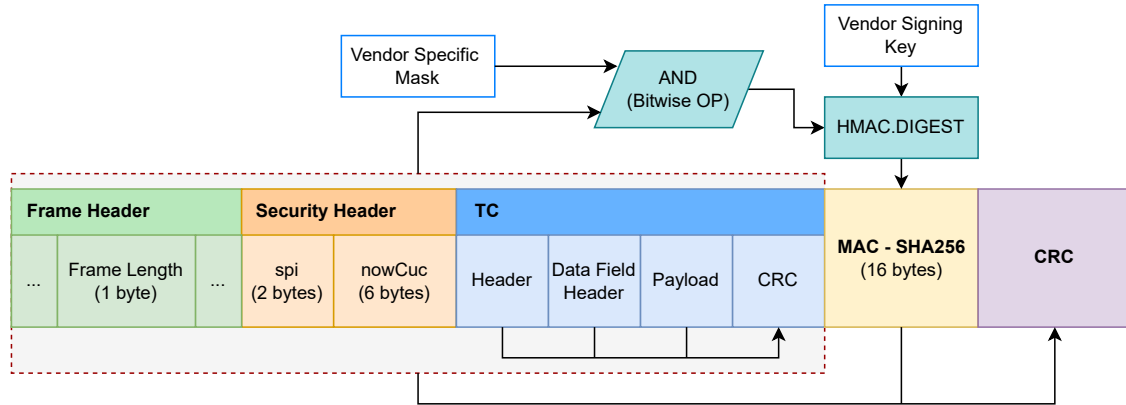 Vendor Specific
Mask
AND
(Bitwise OP)
Vendor Signing
Key
HMAC.DIGEST
Frame Header
Security Header
TC
MAC - SHA256
(16 bytes)
CRC
...
Frame Length
(1 byte)
...
spi
(2 bytes)
nowCuc
(6 bytes)
Header
Data Field
Header
Payload
CRC